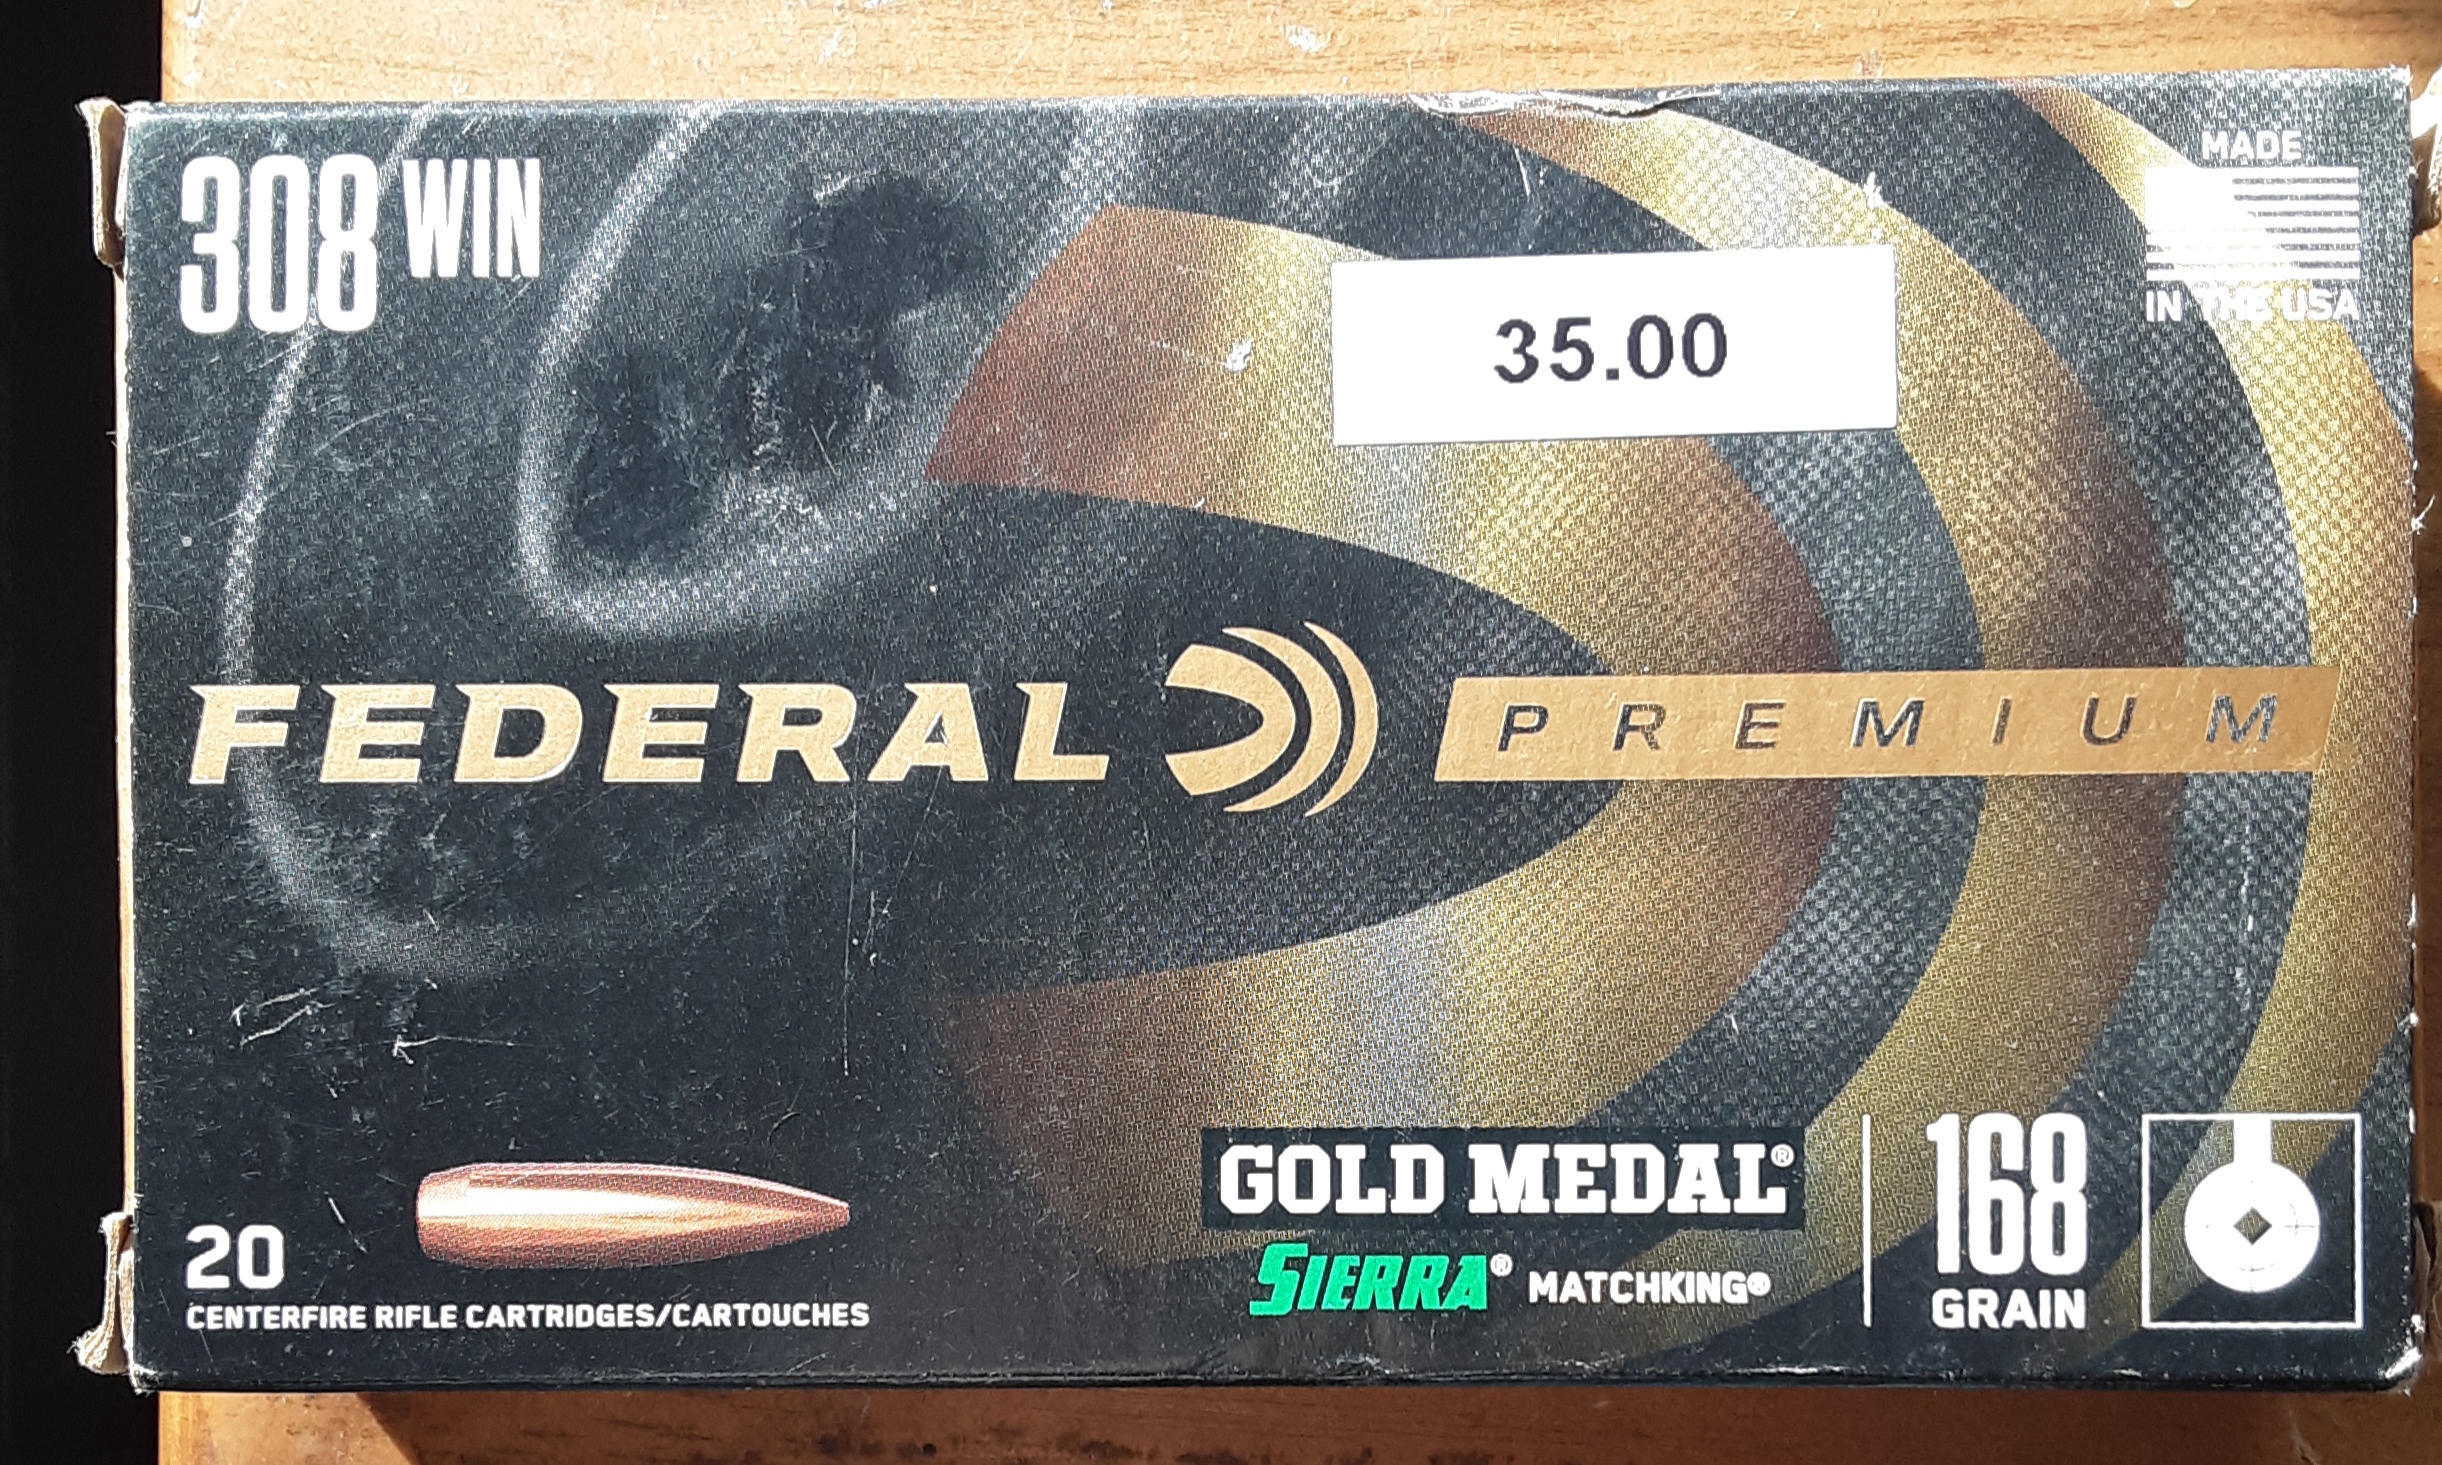 308 WIN
MADE
IN THE USA
35.00
FEDERAL PREMIUM
GOLD MEDAL®
SIERRA® MATCHKING®
168
GRAIN
20
CENTERFIRE RIFLE CARTRIDGES/CARTOUCHES